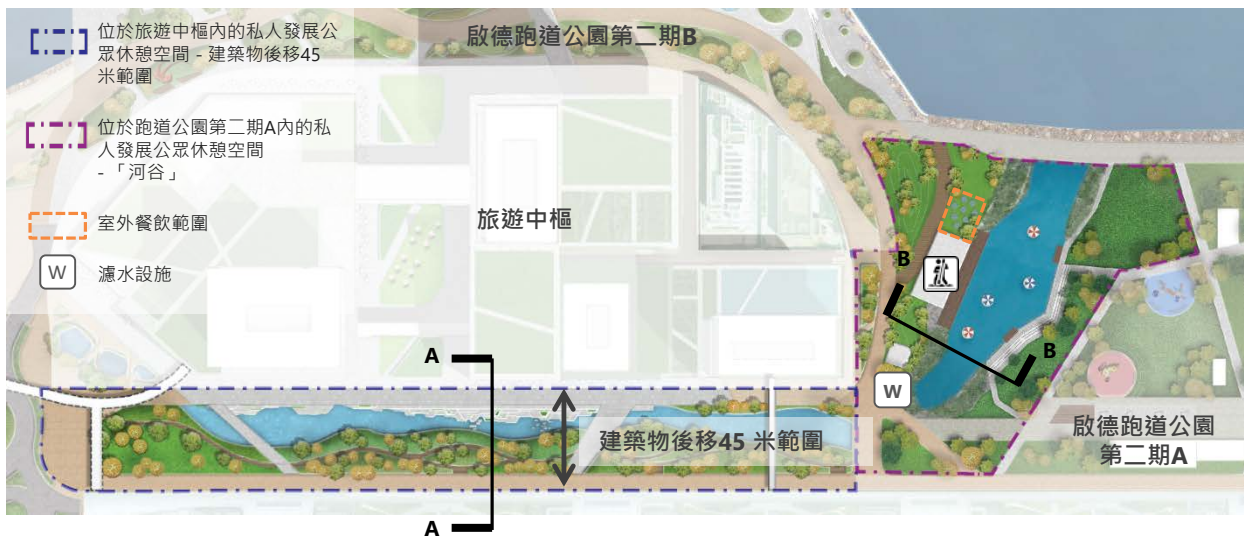 位於旅遊中樞內的私人發展公
眾休憩空間 - 建築物後移45
米範圍
位於跑道公園第二期A內的私
人發展公眾休憩空間
- 「河谷」
室外餐飲範圍
W
濾水設施
啟德跑道公園第二期B
旅遊中樞
B
B
W
A
建築物後移45 米範圍
啟德跑道公園
第二期A
A